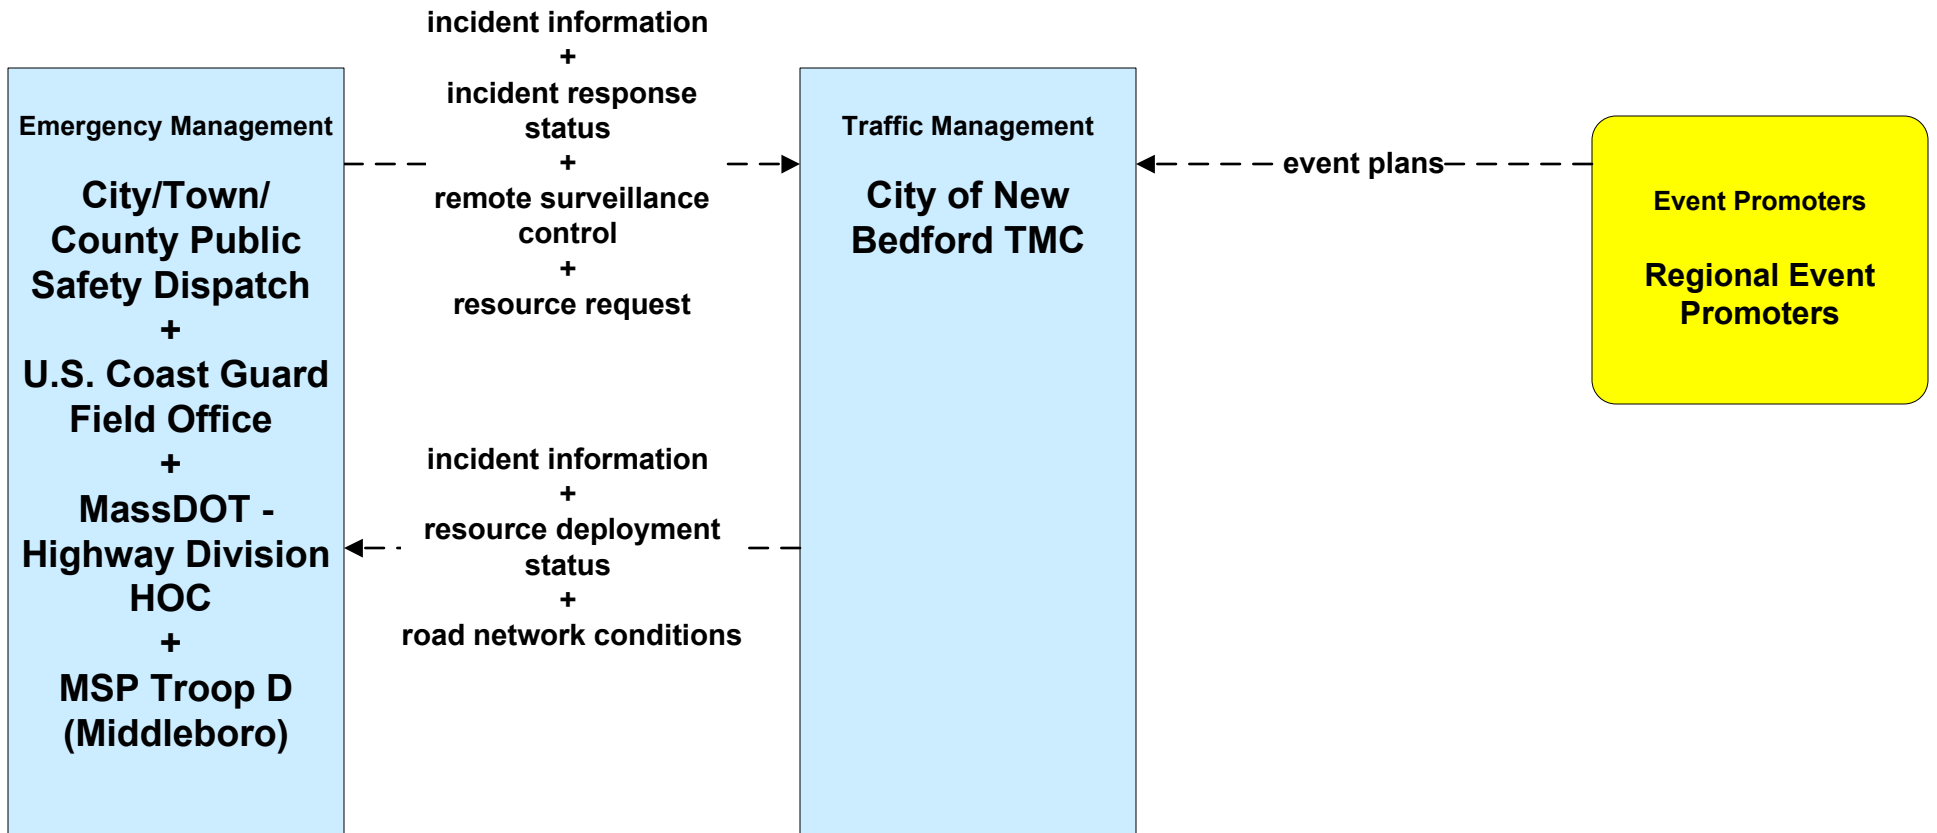 Emergency Management
City/Town/
County Public
Safety Dispatch
+
U.S. Coast Guard
Field Office
+
MassDOT -
Highway Division
HOC
+
MSP Troop D
(Middleboro)
incident information
+
incident response
status
+
remote surveillance
control
+
resource request
incident information
+
resource deployment
status
+
road network conditions
Traffic Management
City of New
Bedford TMC
event plans
Event Promoters
Regional Event
Promoters